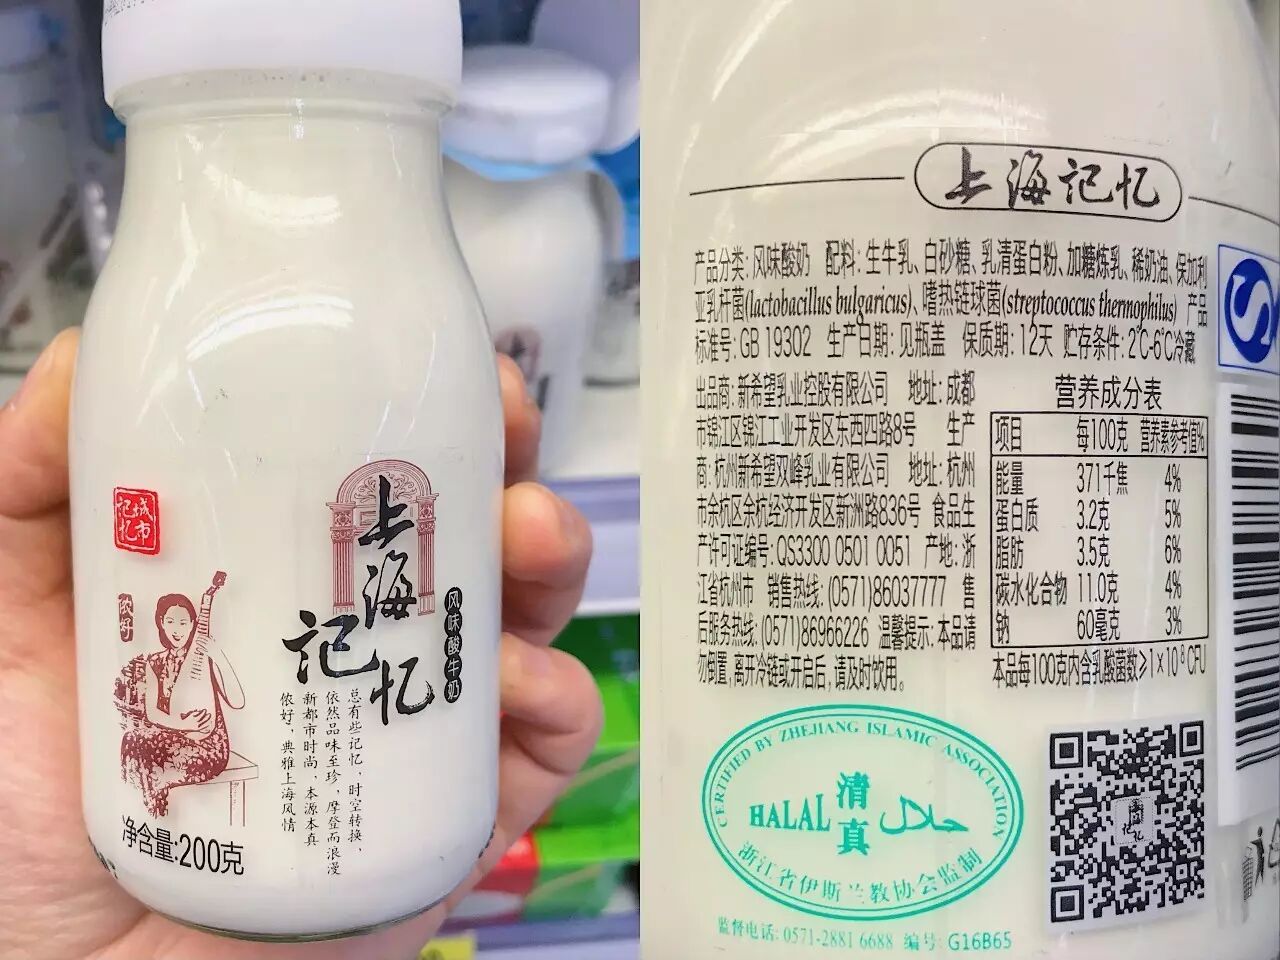 城市
记忆
侬好
上海
记忆
风味酸牛奶
总有些记忆，时空转换，
依然品味至珍，摩登而浪漫
新都市时尚，本源本真
侬好，典雅上海风情
净含量:200克
上海记忆
产品分类: 风味酸奶 配料: 生牛乳、白砂糖、乳清蛋白粉、加糖炼乳、稀奶油、保加利
亚乳杆菌(lactobacillus bulgaricus)、嗜热链球菌(streptococcus thermophilus) 产品
标准号: GB 19302 生产日期: 见瓶盖 保质期: 12天 贮存条件: 2℃-6℃冷藏
出品商: 新希望乳业控股有限公司 地址: 成都
市锦江区锦江工业开发区东西四路8号 生产
商: 杭州新希望双峰乳业有限公司 地址: 杭州
市余杭区余杭经济开发区新洲路836号 食品生
产许可证编号: QS3300 0501 0051 产地: 浙
江省杭州市 销售热线: (0571)86037777 售
后服务热线: (0571)86966226 温馨提示: 本品请
勿倒置, 离开冷链或开启后, 请及时饮用。
营养成分表
项目 每100克 营养素参考值%
能量 371千焦 4%
蛋白质 3.2克 5%
脂肪 3.5克 6%
碳水化合物 11.0克 4%
钠 60毫克 3%
本品每100克内含乳酸菌数≥1×10⁸CFU
CERTIFIED BY ZHEJIANG ISLAMIC ASSOCIATION
HALAL 清真 حلال
浙江省伊斯兰教协会监制
监督电话: 0571-2881 6688 编号: G16B65